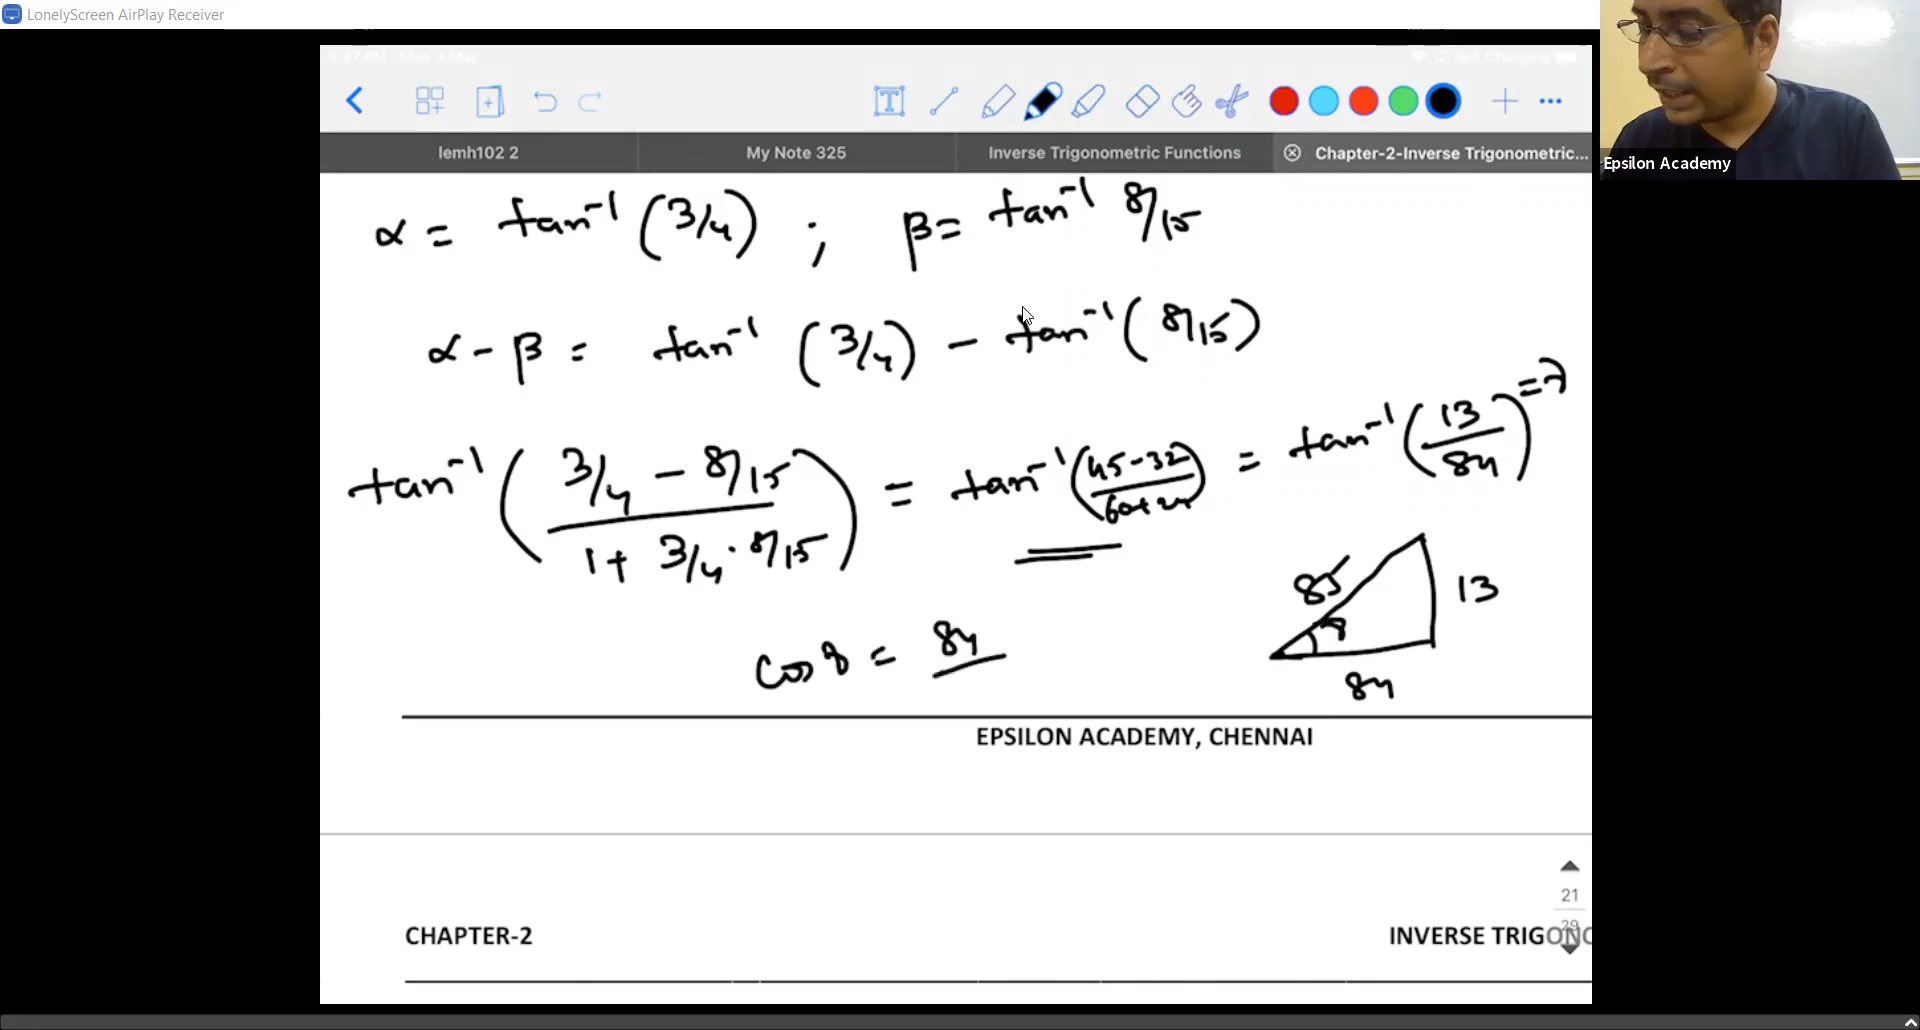 LonelyScreen AirPlay Receiver
lemh102 2
My Note 325
Inverse Trigonometric Functions
Chapter-2-Inverse Trigonometric...
Epsilon Academy
α = tan⁻¹ (3/4) ; β = tan⁻¹ 8/15
α - β = tan⁻¹ (3/4) - tan⁻¹ (8/15)
tan⁻¹ ((3/4 - 8/15)/(1 + 3/4 · 8/15)) = tan⁻¹ ((45-32)/(60+24)) = tan⁻¹ (13/84) = γ
85
13
γ
84
cos γ = 84
EPSILON ACADEMY, CHENNAI
21
29
CHAPTER-2
INVERSE TRIGONO